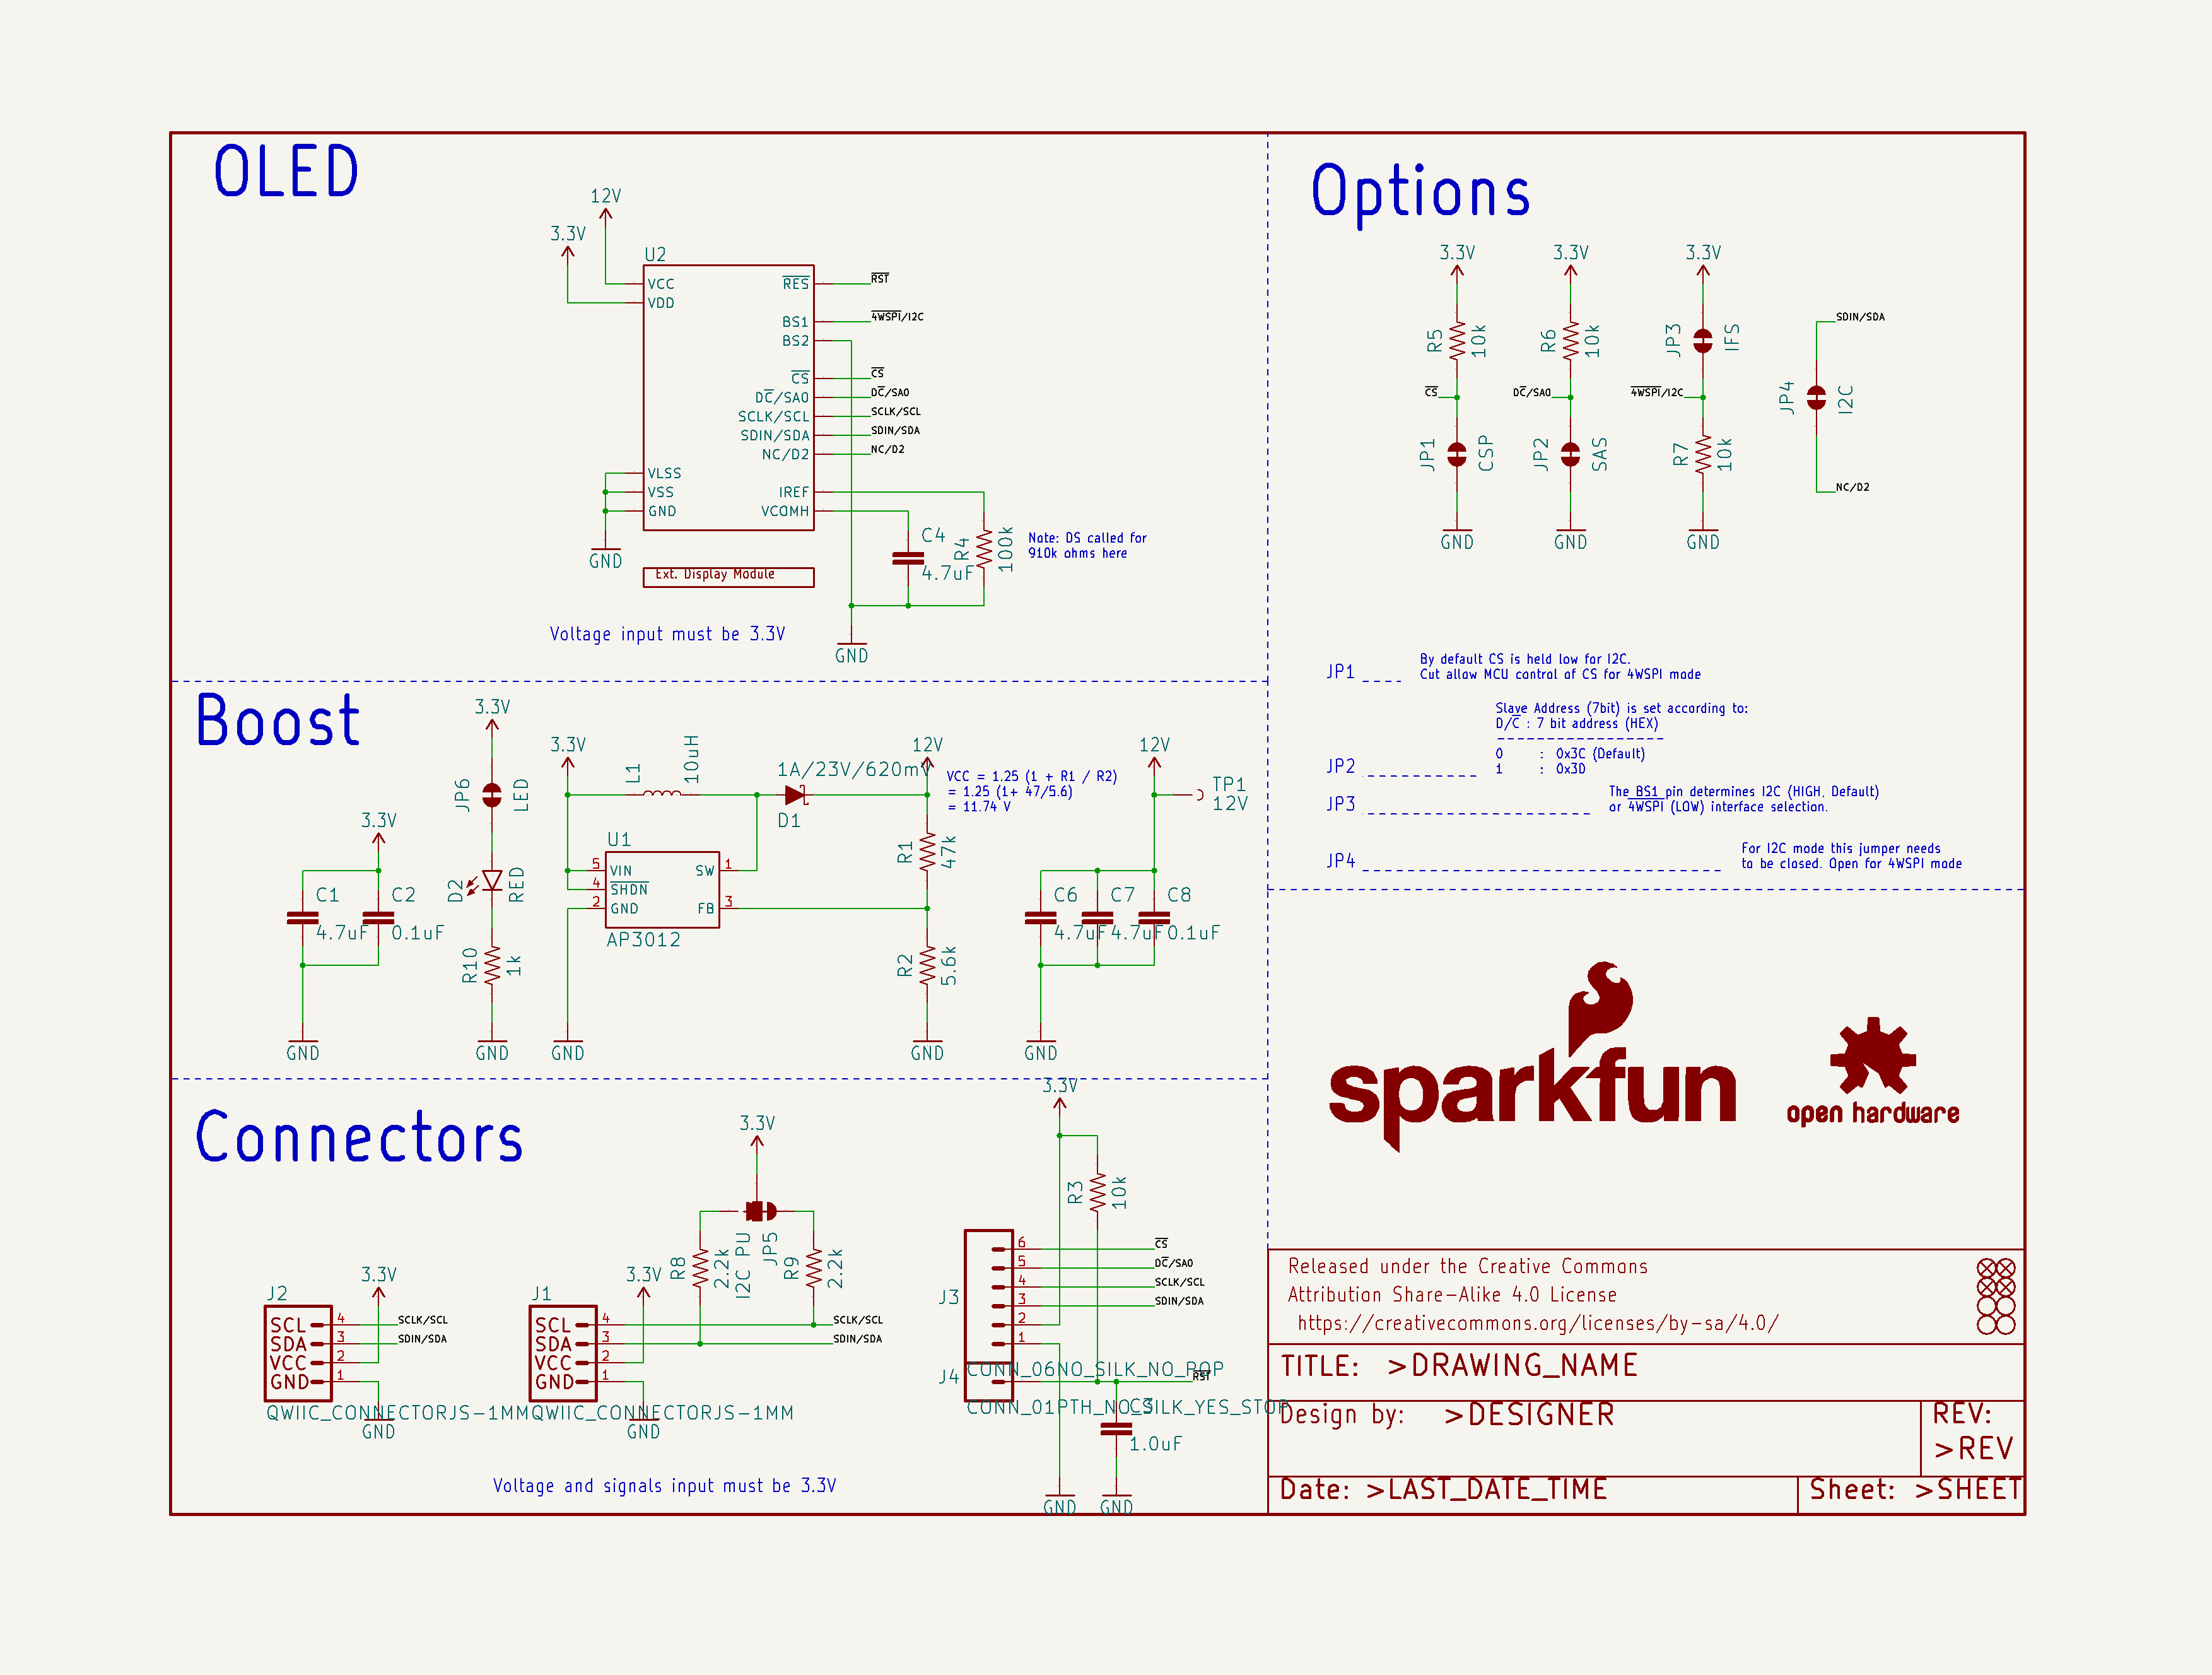 OLED
12V
3.3V
U2
VCC
VDD
VLSS
VSS
GND
RES
BS1
BS2
CS
DC/SA0
SCLK/SCL
SDIN/SDA
NC/D2
IREF
VCOMH
RST
4WSPI/I2C
CS
DC/SA0
SCLK/SCL
SDIN/SDA
NC/D2
GND
Ext. Display Module
C4
4.7uF
R4
100k
Note: DS called for
910k ohms here
GND
Voltage input must be 3.3V
Options
3.3V
3.3V
3.3V
R5
10k
R6
10k
JP3
IFS
SDIN/SDA
CS
DC/SA0
4WSPI/I2C
JP4
I2C
JP1
CSP
JP2
SAS
R7
10k
NC/D2
GND
GND
GND
JP1
By default CS is held low for I2C.
Cut allow MCU control of CS for 4WSPI mode
Slave Address (7bit) is set according to:
D/C : 7 bit address (HEX)
0 : 0x3C (Default)
1 : 0x3D
JP2
JP3
The BS1 pin determines I2C (HIGH, Default)
or 4WSPI (LOW) interface selection.
JP4
For I2C mode this jumper needs
to be closed. Open for 4WSPI mode
Boost
3.3V
C1
4.7uF
C2
0.1uF
GND
3.3V
JP6
LED
D2
RED
R10
1k
GND
3.3V
L1
10uH
1A/23V/620mV
D1
12V
VCC = 1.25 (1 + R1 / R2)
= 1.25 (1+ 47/5.6)
= 11.74 V
U1
5
VIN
4
SHDN
2
GND
SW
1
FB
3
AP3012
GND
R1
47k
R2
5.6k
GND
12V
TP1
12V
C6
4.7uF
C7
4.7uF
C8
0.1uF
GND
Connectors
J2
SCL
SDA
VCC
GND
4
3
2
1
3.3V
SCLK/SCL
SDIN/SDA
QWIIC_CONNECTORJS-1MM
GND
3.3V
J1
SCL
SDA
VCC
GND
4
3
2
1
3.3V
R8
2.2k
I2C PU
JP5
R9
2.2k
SCLK/SCL
SDIN/SDA
QWIIC_CONNECTORJS-1MM
GND
Voltage and signals input must be 3.3V
3.3V
R3
10k
J3
6
5
4
3
2
1
CS
DC/SA0
SCLK/SCL
SDIN/SDA
CONN_06NO_SILK_NO_POP
J4
RST
CONN_01PTH_NO_SILK_YES_STOP
C3
1.0uF
GND
GND
sparkfun
open hardware
Released under the Creative Commons
Attribution Share-Alike 4.0 License
https://creativecommons.org/licenses/by-sa/4.0/
TITLE: >DRAWING_NAME
Design by: >DESIGNER
REV:
>REV
Date: >LAST_DATE_TIME
Sheet: >SHEET